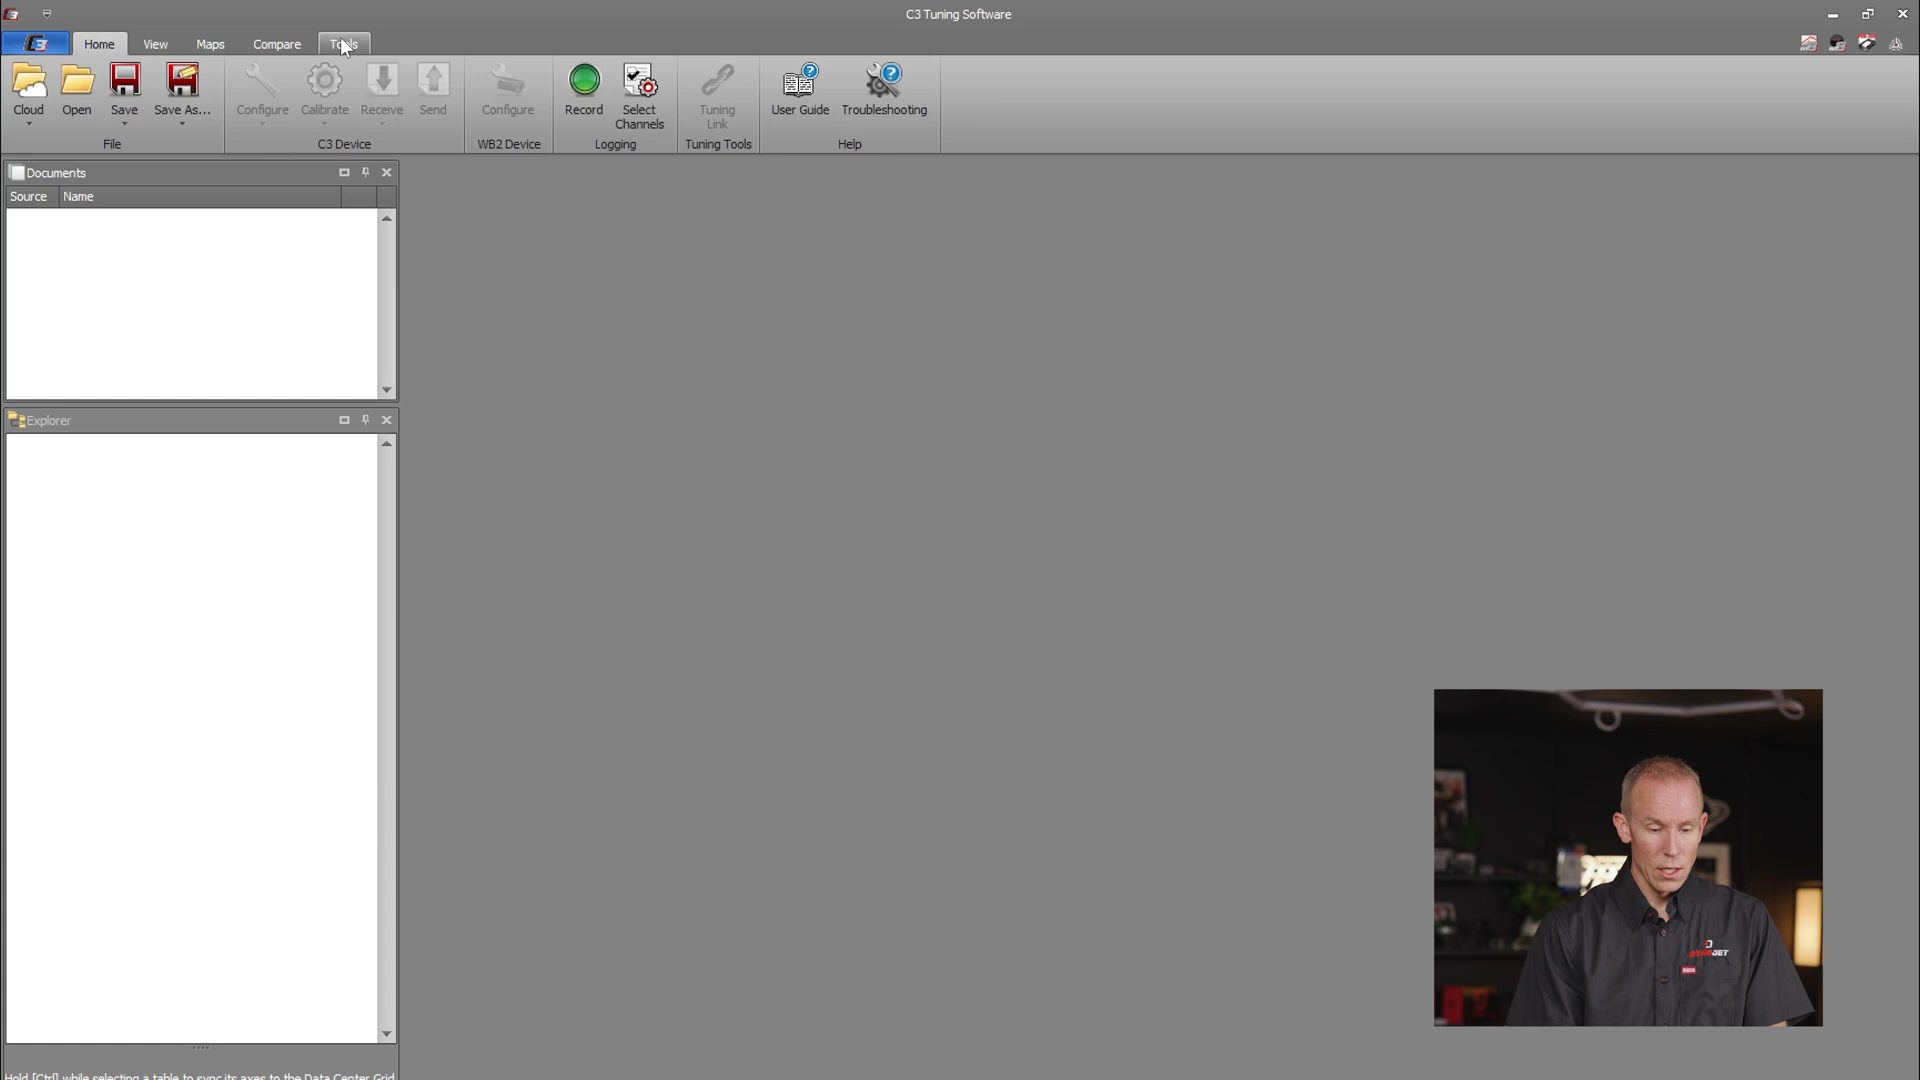 C3 Tuning Software
C3 Home View Maps Compare Tools
Cloud Open Save Save As... Configure Calibrate Receive Send Configure Record Select Channels Tuning Link User Guide Troubleshooting
File C3 Device WB2 Device Logging Tuning Tools Help
Documents
Source Name
Explorer
Hold [Ctrl] while selecting a table to sync its axes to the Data Center Grid
DYNOJET